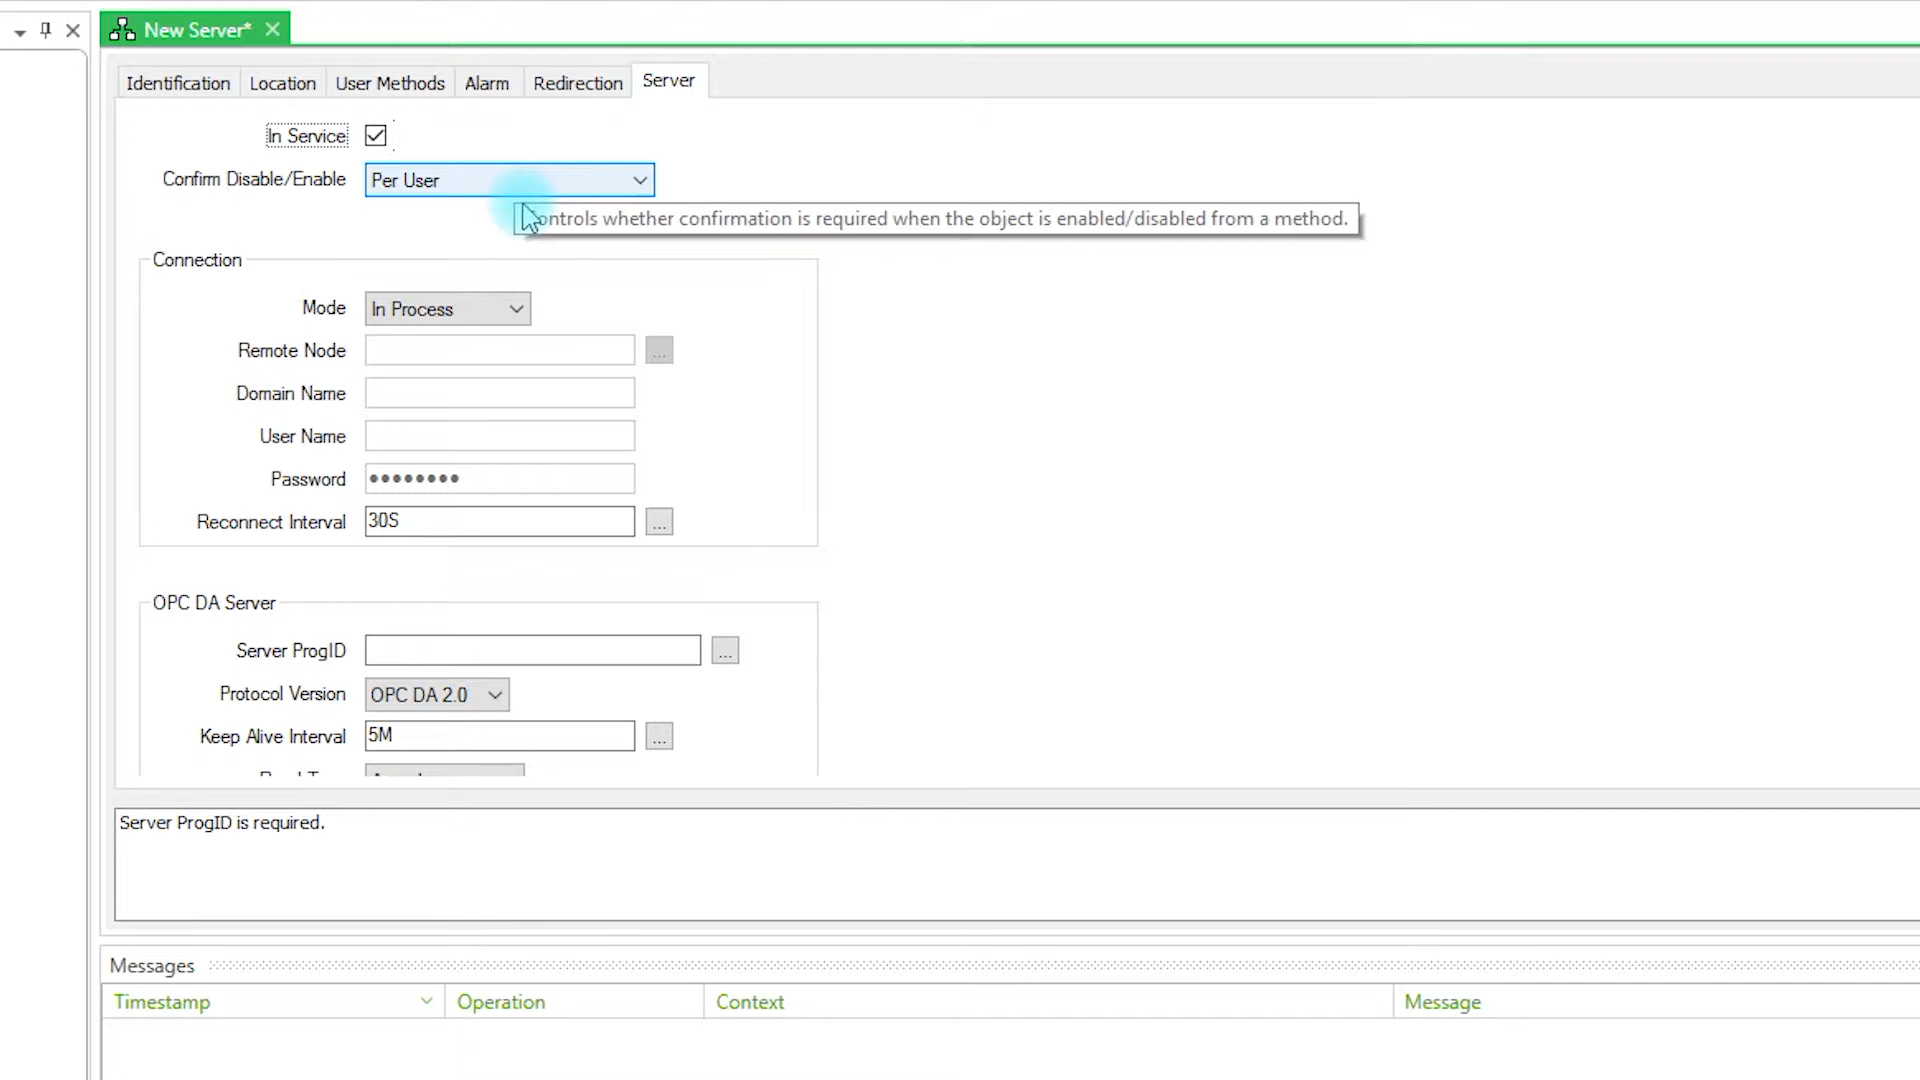 New Server*
Identification Location User Methods Alarm Redirection Server
In Service
Confirm Disable/Enable Per User
ontrols whether confirmation is required when the object is enabled/disabled from a method.
Connection
Mode In Process
Remote Node ...
Domain Name
User Name
Password ••••••••
Reconnect Interval 30S ...
OPC DA Server
Server ProgID ...
Protocol Version OPC DA 2.0
Keep Alive Interval 5M ...
Server ProgID is required.
Messages
Timestamp Operation Context Message